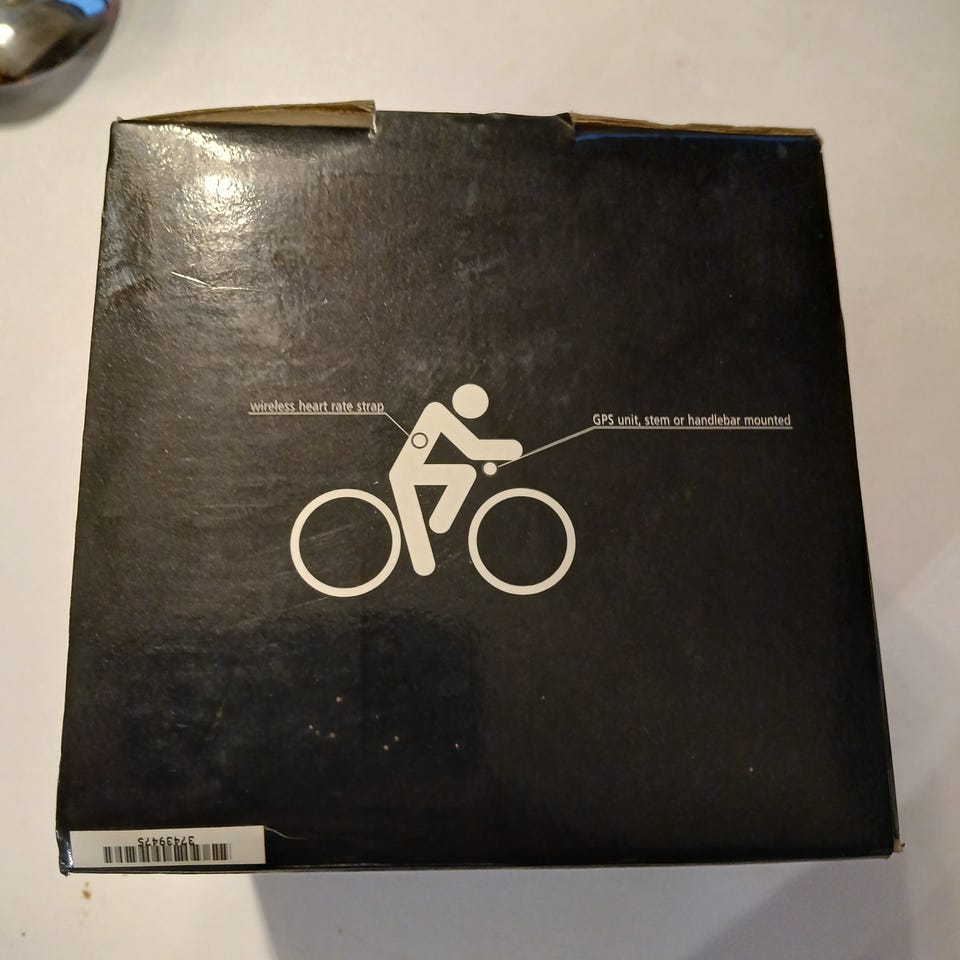 wireless heart rate strap
GPS unit, stem or handlebar mounted
37439475